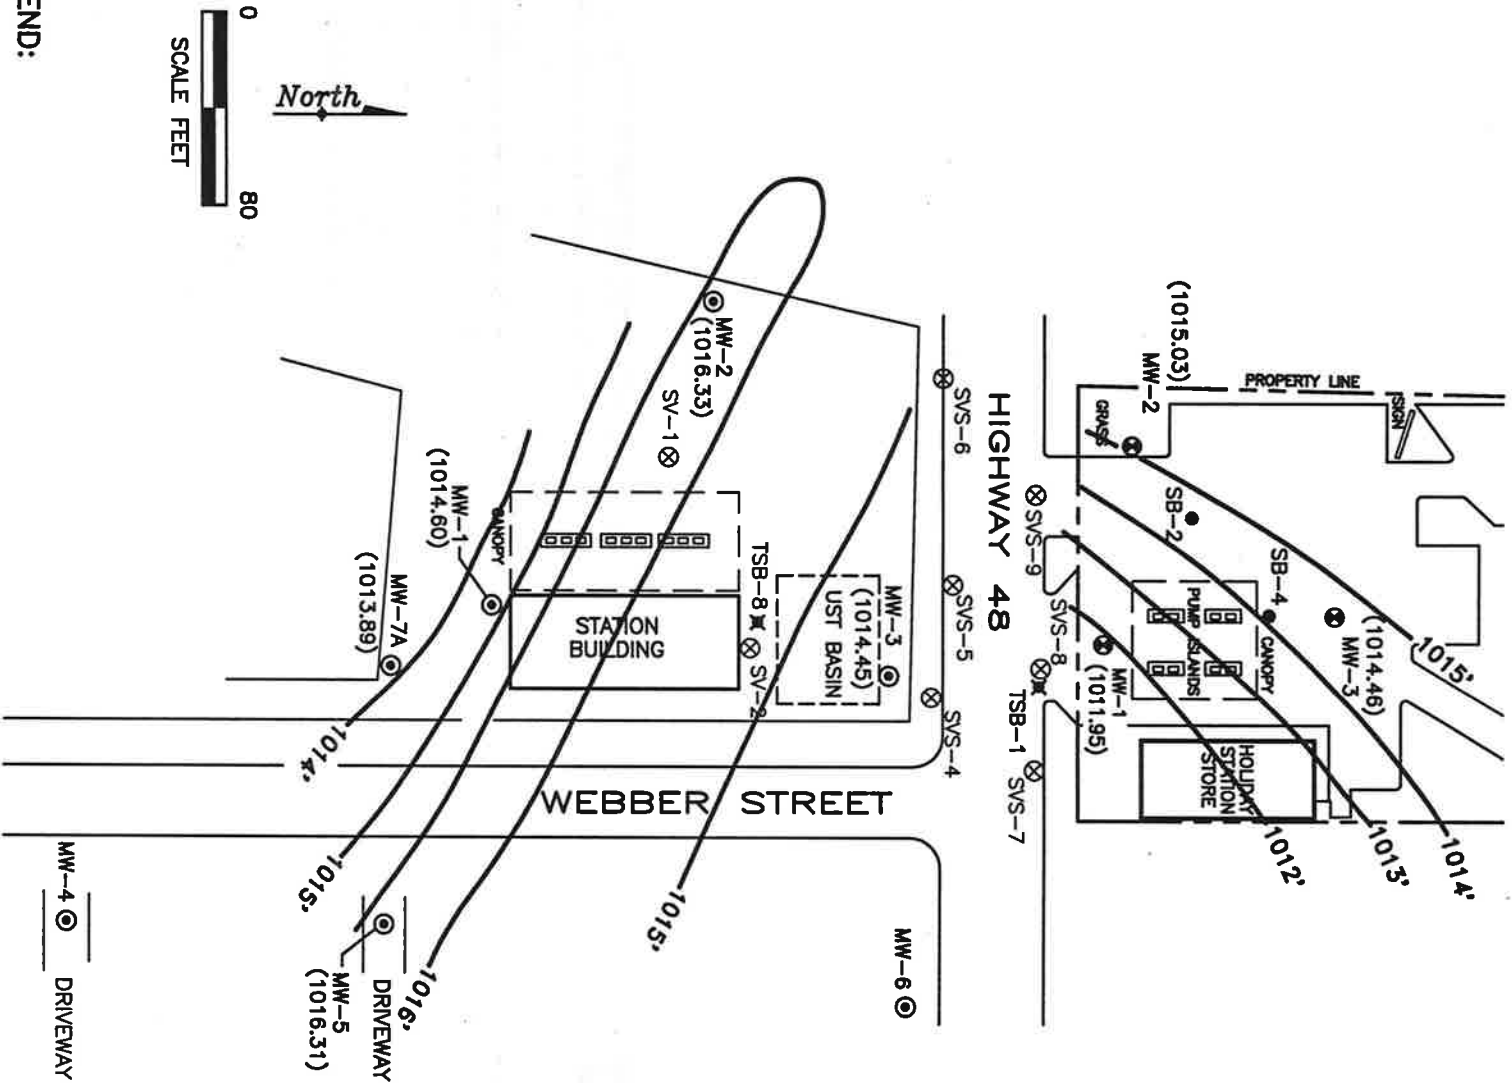 END:
0
80
SCALE FEET
North
(1015.03)
MW-2
PROPERTY LINE
SIGN
GRASS
SB-2
SB-4
(1014.46)
MW-3
1015'
PUMP ISLANDS
CANOPY
MW-1
(1011.95)
HOLIDAY
STATION
STORE
1012'
1013'
1014'
HIGHWAY 48
SVS-9
SVS-8
TSB-1
SVS-7
SVS-6
SVS-5
SVS-4
MW-2
(1016.33)
SV-1
MW-3
(1014.45)
UST BASIN
TSB-8
SV-2
CANOPY
STATION
BUILDING
MW-1
(1014.60)
MW-7A
(1013.89)
1014'
1015'
1016'
1015'
WEBBER STREET
MW-6
MW-5
(1016.31)
DRIVEWAY
MW-4
DRIVEWAY